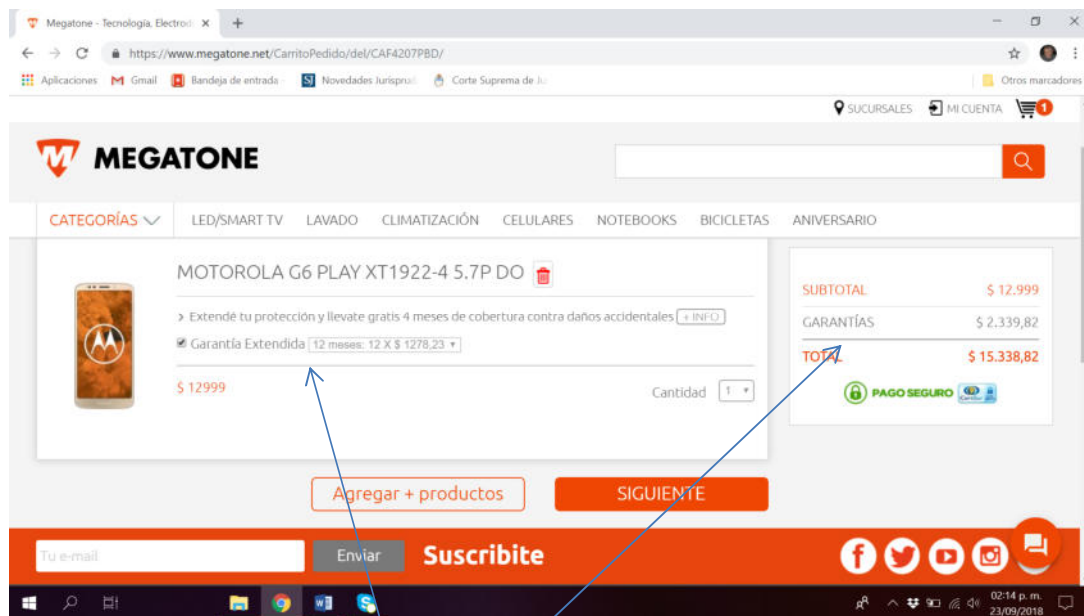 Megatone - Tecnología, Electrod
https://www.megatone.net/CarritoPedido/del/CAF4207PBD/
Aplicaciones Gmail Bandeja de entrada - Novedades Jurisprud Corte Suprema de Ju Otros marcadores
SUCURSALES MI CUENTA 1
MEGATONE
CATEGORÍAS LED/SMART TV LAVADO CLIMATIZACIÓN CELULARES NOTEBOOKS BICICLETAS ANIVERSARIO
MOTOROLA G6 PLAY XT1922-4 5.7P DO
> Extendé tu protección y llevate gratis 4 meses de cobertura contra daños accidentales + INFO
Garantía Extendida 12 meses: 12 X $ 1278,23
$ 12999 Cantidad 1
SUBTOTAL $ 12.999
GARANTÍAS $ 2.339,82
TOTAL $ 15.338,82
PAGO SEGURO
Agregar + productos SIGUIENTE
Tu e-mail Enviar Suscribite
02:14 p. m.
23/09/2018